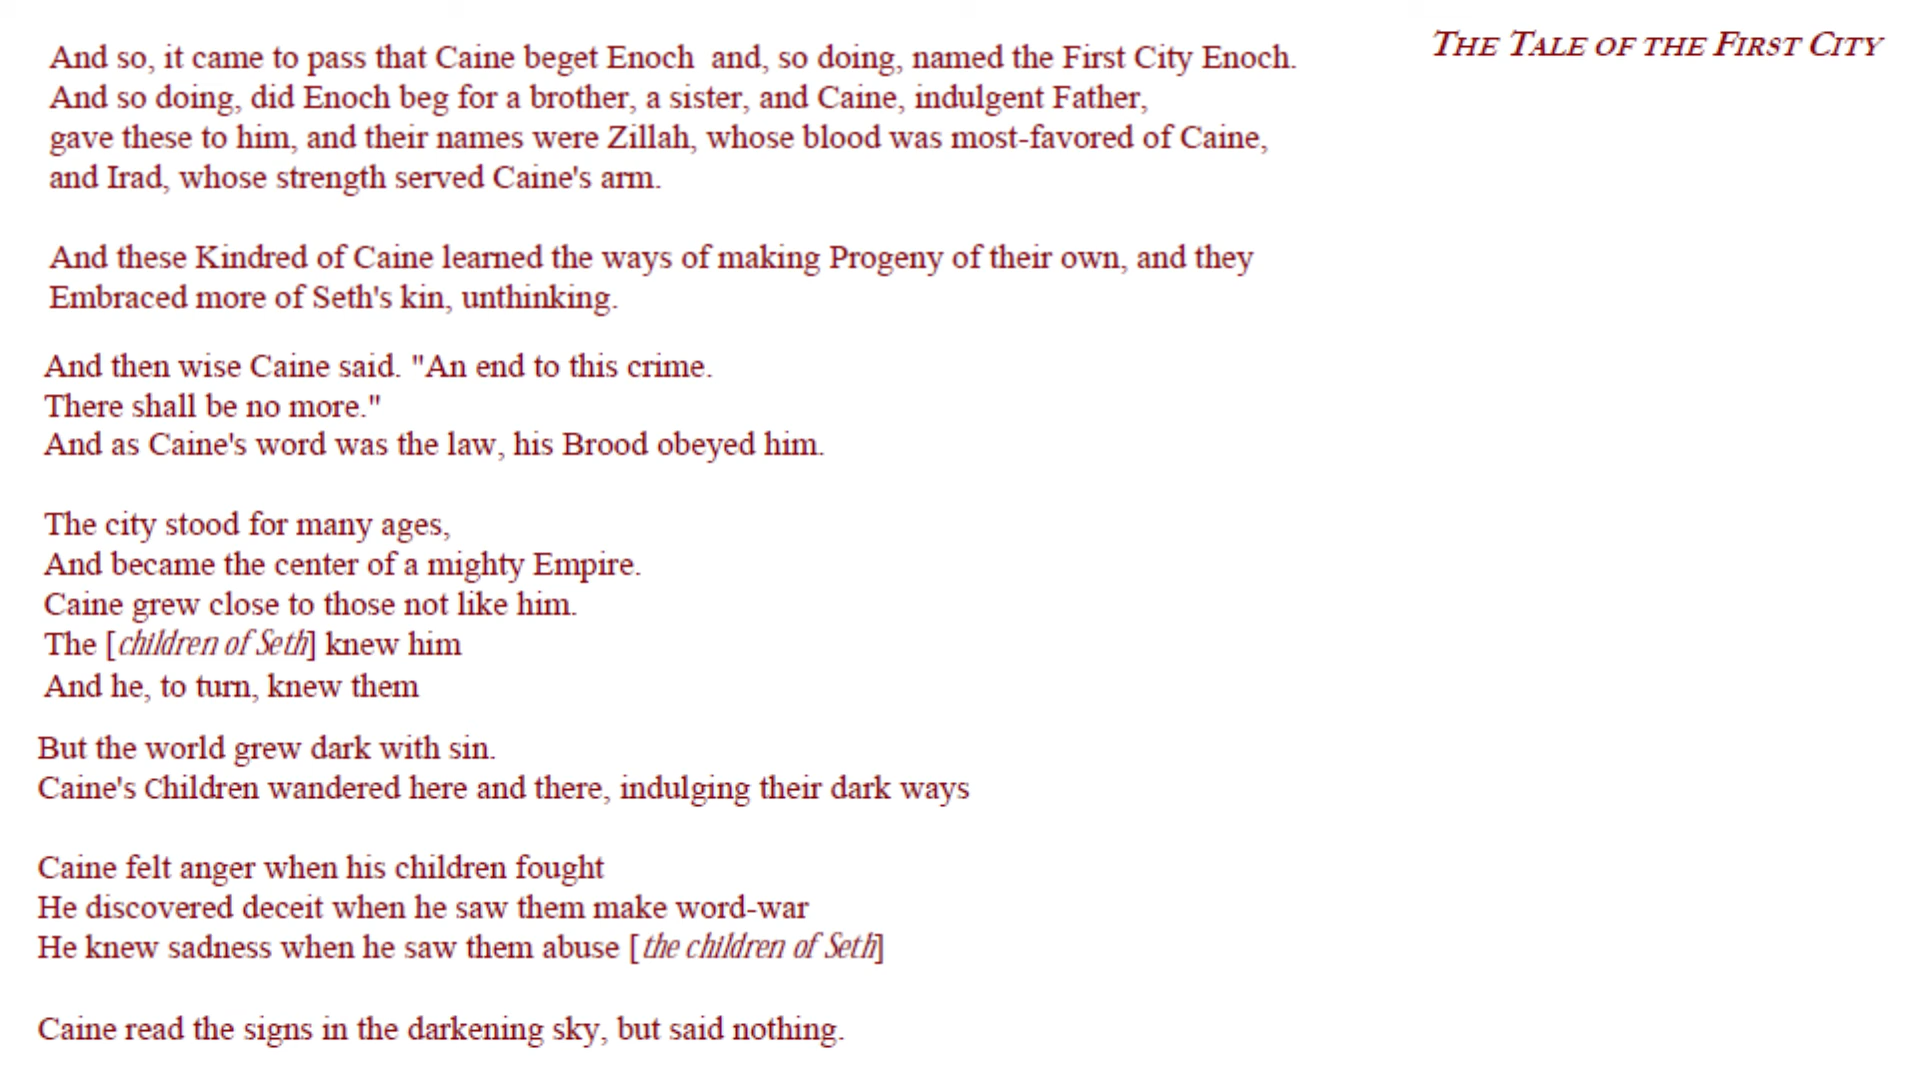 THE TALE OF THE FIRST CITY
And so, it came to pass that Caine beget Enoch and, so doing, named the First City Enoch.
And so doing, did Enoch beg for a brother, a sister, and Caine, indulgent Father,
gave these to him, and their names were Zillah, whose blood was most-favored of Caine,
and Irad, whose strength served Caine's arm.
And these Kindred of Caine learned the ways of making Progeny of their own, and they
Embraced more of Seth's kin, unthinking.
And then wise Caine said. "An end to this crime.
There shall be no more."
And as Caine's word was the law, his Brood obeyed him.
The city stood for many ages,
And became the center of a mighty Empire.
Caine grew close to those not like him.
The [children of Seth] knew him
And he, to turn, knew them
But the world grew dark with sin.
Caine's Children wandered here and there, indulging their dark ways
Caine felt anger when his children fought
He discovered deceit when he saw them make word-war
He knew sadness when he saw them abuse [the children of Seth]
Caine read the signs in the darkening sky, but said nothing.